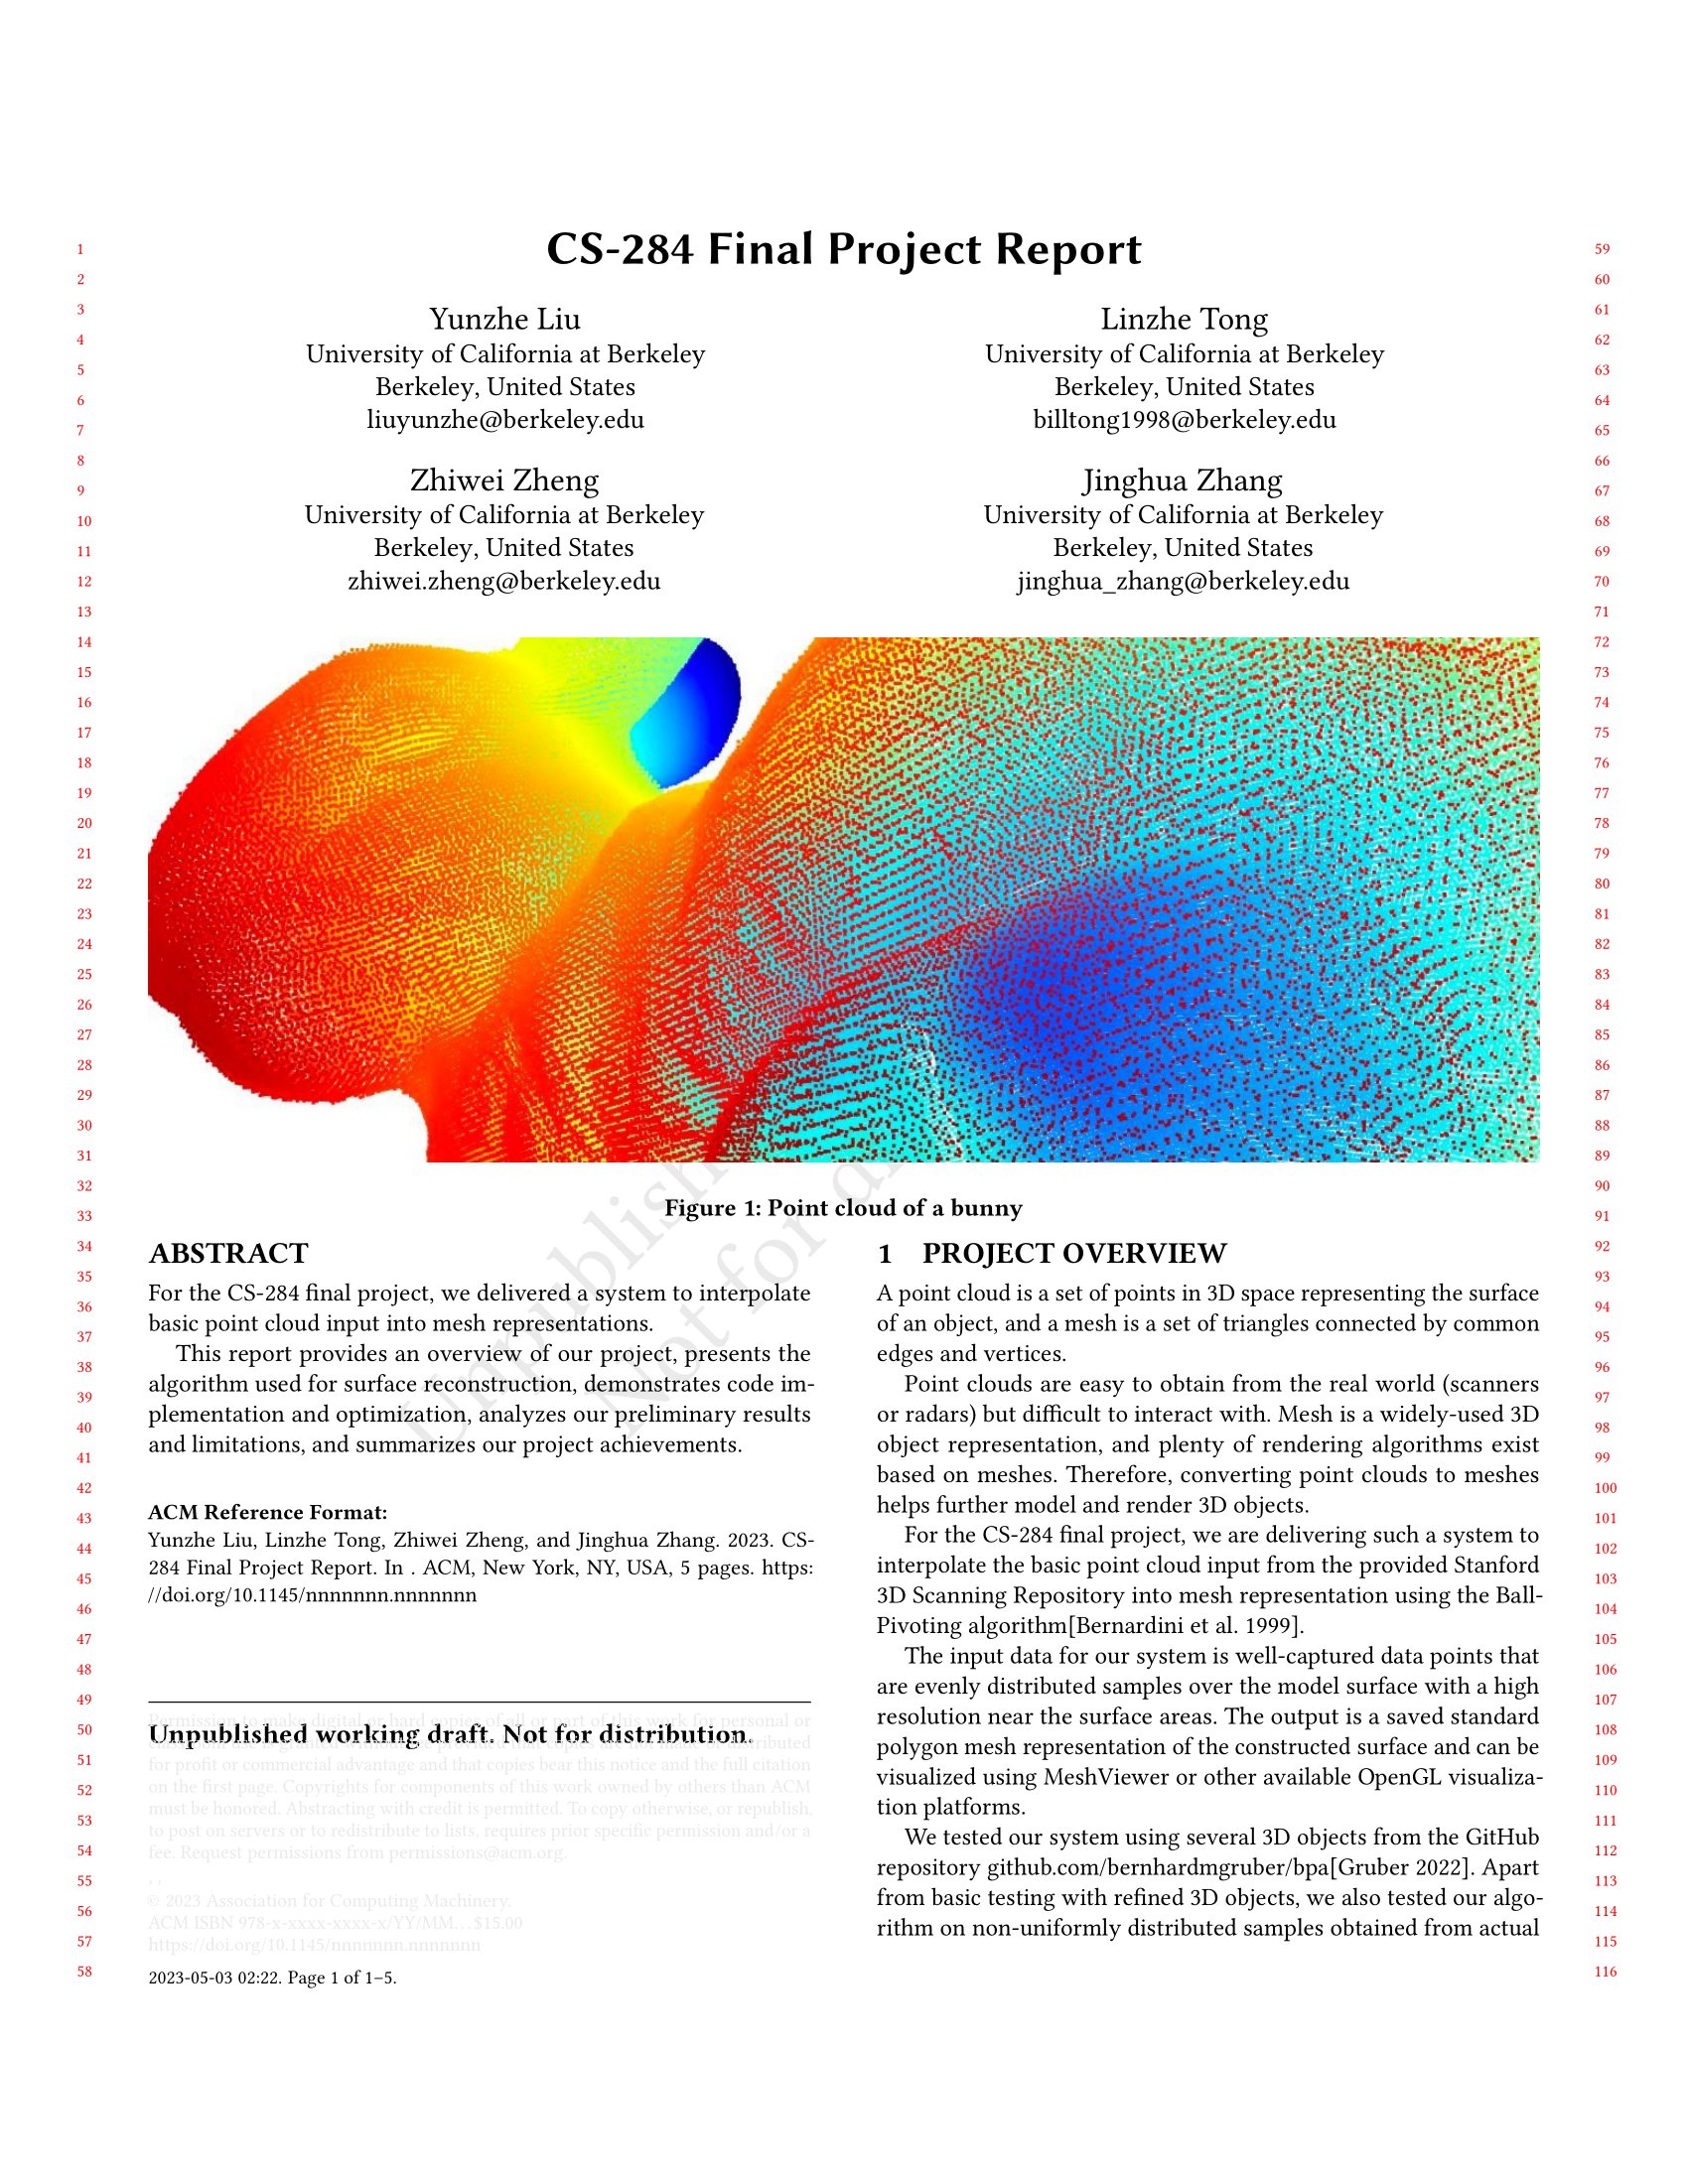 CS-284 Final Project Report
Yunzhe Liu
University of California at Berkeley
Berkeley, United States
liuyunzhe@berkeley.edu
Linzhe Tong
University of California at Berkeley
Berkeley, United States
billtong1998@berkeley.edu
Zhiwei Zheng
University of California at Berkeley
Berkeley, United States
zhiwei.zheng@berkeley.edu
Jinghua Zhang
University of California at Berkeley
Berkeley, United States
jinghua_zhang@berkeley.edu
Figure 1: Point cloud of a bunny
ABSTRACT
For the CS-284 final project, we delivered a system to interpolate
basic point cloud input into mesh representations.
This report provides an overview of our project, presents the
algorithm used for surface reconstruction, demonstrates code im-
plementation and optimization, analyzes our preliminary results
and limitations, and summarizes our project achievements.
ACM Reference Format:
Yunzhe Liu, Linzhe Tong, Zhiwei Zheng, and Jinghua Zhang. 2023. CS-
284 Final Project Report. In . ACM, New York, NY, USA, 5 pages. https:
//doi.org/10.1145/nnnnnnn.nnnnnnn
Permission to make digital or hard copies of all or part of this work for personal or
Unpublished working draft. Not for distribution.
for profit or commercial advantage and that copies bear this notice and the full citation
on the first page. Copyrights for components of this work owned by others than ACM
must be honored. Abstracting with credit is permitted. To copy otherwise, or republish,
to post on servers or to redistribute to lists, requires prior specific permission and/or a
fee. Request permissions from permissions@acm.org.
, ,
© 2023 Association for Computing Machinery.
ACM ISBN 978-x-xxxx-xxxx-x/YY/MM...$15.00
https://doi.org/10.1145/nnnnnnn.nnnnnnn
2023-05-03 02:22. Page 1 of 1–5.
1 PROJECT OVERVIEW
A point cloud is a set of points in 3D space representing the surface
of an object, and a mesh is a set of triangles connected by common
edges and vertices.
Point clouds are easy to obtain from the real world (scanners
or radars) but difficult to interact with. Mesh is a widely-used 3D
object representation, and plenty of rendering algorithms exist
based on meshes. Therefore, converting point clouds to meshes
helps further model and render 3D objects.
For the CS-284 final project, we are delivering such a system to
interpolate the basic point cloud input from the provided Stanford
3D Scanning Repository into mesh representation using the Ball-
Pivoting algorithm[Bernardini et al. 1999].
The input data for our system is well-captured data points that
are evenly distributed samples over the model surface with a high
resolution near the surface areas. The output is a saved standard
polygon mesh representation of the constructed surface and can be
visualized using MeshViewer or other available OpenGL visualiza-
tion platforms.
We tested our system using several 3D objects from the GitHub
repository github.com/bernhardmgruber/bpa[Gruber 2022]. Apart
from basic testing with refined 3D objects, we also tested our algo-
rithm on non-uniformly distributed samples obtained from actual